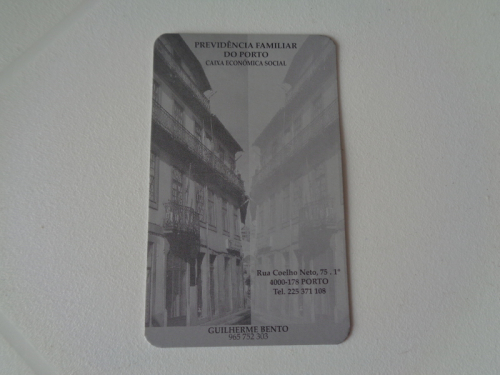 PREVIDÊNCIA FAMILIAR
DO PORTO
CAIXA ECONÓMICA SOCIAL
Rua Coelho Neto, 75 . 1º
4000-178 PORTO
Tel. 225 371 108
GUILHERME BENTO
965 752 303